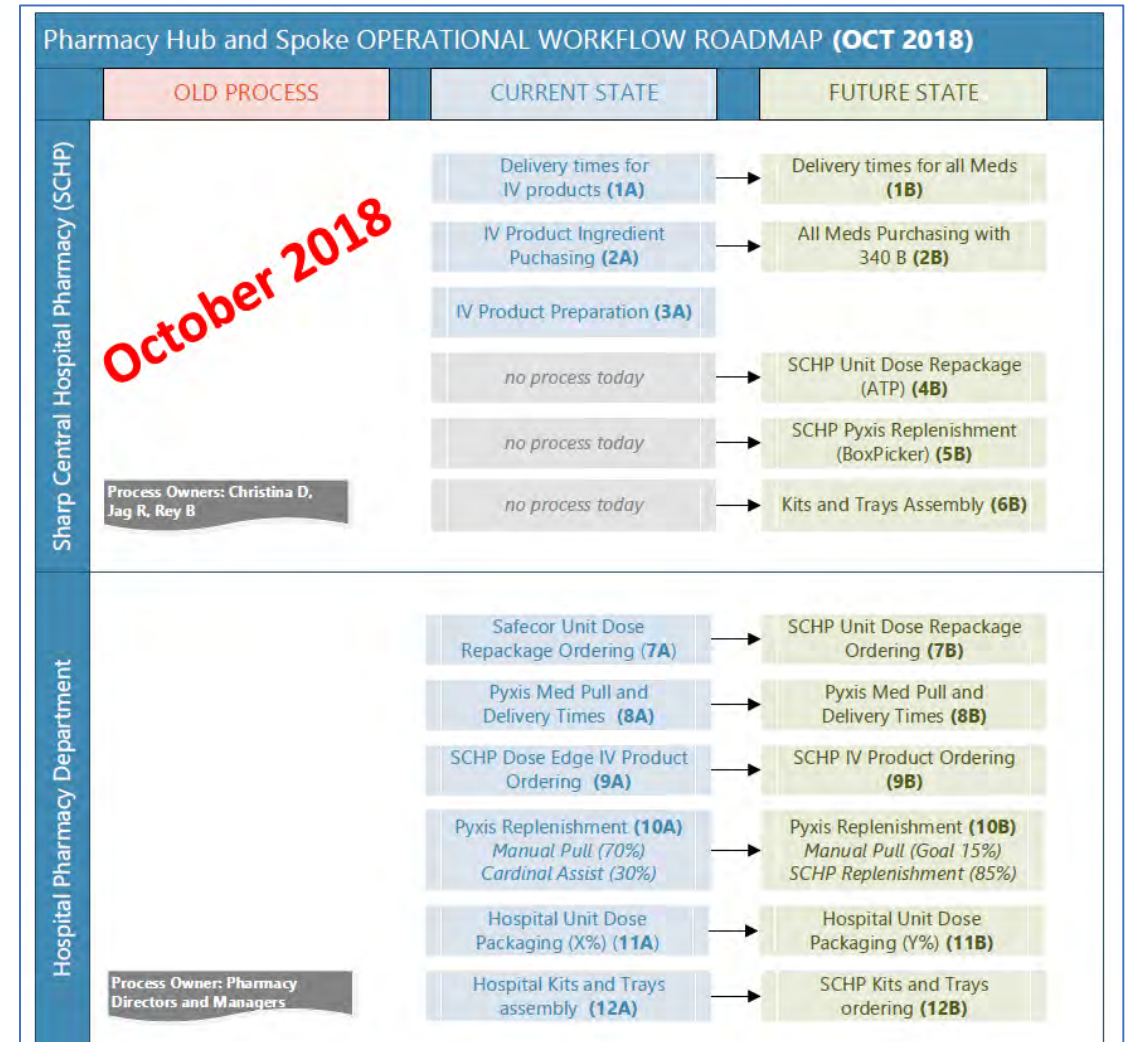 Pharmacy Hub and Spoke OPERATIONAL WORKFLOW ROADMAP (OCT 2018)
OLD PROCESS
CURRENT STATE
FUTURE STATE
Sharp Central Hospital Pharmacy (SCHP)
October 2018
Process Owners: Christina D,
Jag R, Rey B
Delivery times for
IV products (1A)
Delivery times for all Meds
(1B)
IV Product Ingredient
Puchasing (2A)
All Meds Purchasing with
340 B (2B)
IV Product Preparation (3A)
no process today
SCHP Unit Dose Repackage
(ATP) (4B)
no process today
SCHP Pyxis Replenishment
(BoxPicker) (5B)
no process today
Kits and Trays Assembly (6B)
Hospital Pharmacy Department
Process Owner: Pharmacy
Directors and Managers
Safecor Unit Dose
Repackage Ordering (7A)
SCHP Unit Dose Repackage
Ordering (7B)
Pyxis Med Pull and
Delivery Times (8A)
Pyxis Med Pull and
Delivery Times (8B)
SCHP Dose Edge IV Product
Ordering (9A)
SCHP IV Product Ordering
(9B)
Pyxis Replenishment (10A)
Manual Pull (70%)
Cardinal Assist (30%)
Pyxis Replenishment (10B)
Manual Pull (Goal 15%)
SCHP Replenishment (85%)
Hospital Unit Dose
Packaging (X%) (11A)
Hospital Unit Dose
Packaging (Y%) (11B)
Hospital Kits and Trays
assembly (12A)
SCHP Kits and Trays
ordering (12B)